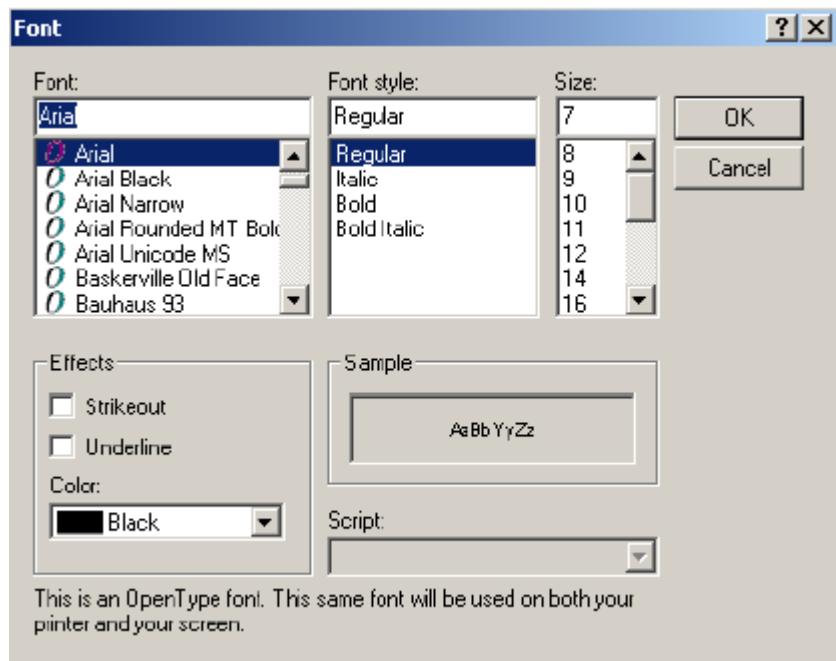 Font
Font:
Font style:
Size:
Arial
Regular
7
OK
Cancel
Arial
Arial Black
Arial Narrow
Arial Rounded MT Bold
Arial Unicode MS
Baskerville Old Face
Bauhaus 93
Regular
Italic
Bold
Bold Italic
8
9
10
11
12
14
16
Effects
Strikeout
Underline
Color:
Black
Sample
AaBbYyZz
Script:
This is an OpenType font. This same font will be used on both your
printer and your screen.